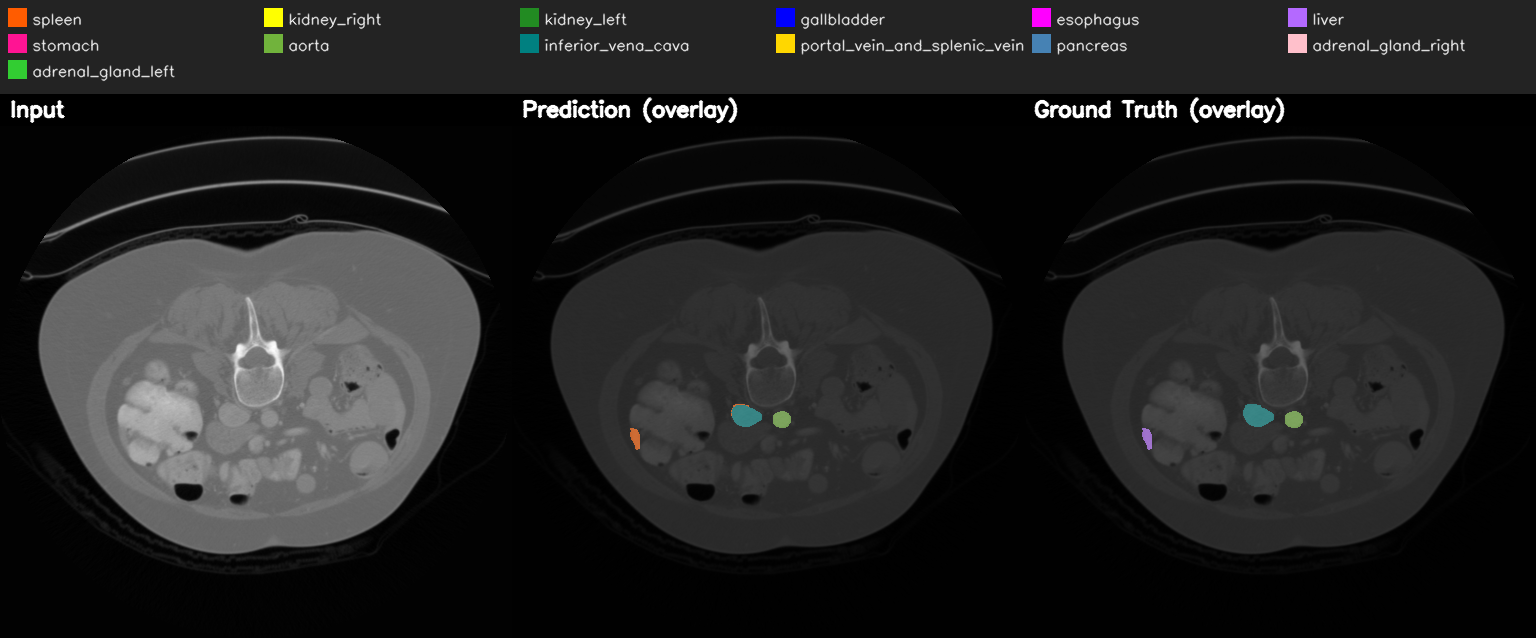 spleen kidney_right kidney_left gallbladder esophagus liver
stomach aorta inferior_vena_cava portal_vein_and_splenic_vein pancreas adrenal_gland_right
adrenal_gland_left
Input Prediction (overlay) Ground Truth (overlay)